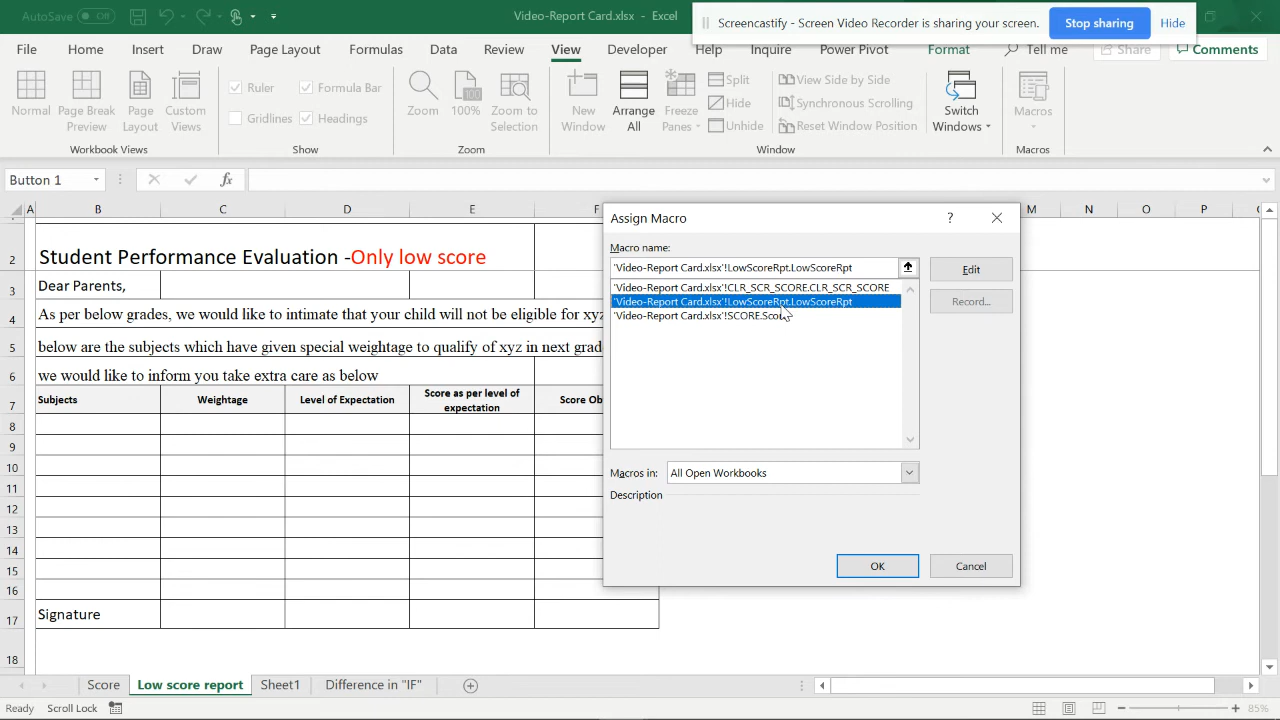 AutoSave Off
Video-Report Card.xlsx - Excel
Screencastify - Screen Video Recorder is sharing your screen. Stop sharing Hide
File Home Insert Draw Page Layout Formulas Data Review View Developer Help Inquire Power Pivot Format Tell me Share Comments
Normal Page Break Preview Page Layout Custom Views
Ruler Formula Bar
Gridlines Headings
Zoom 100% Zoom to Selection
New Window Arrange All Freeze Panes
Split
Hide
Unhide
View Side by Side
Synchronous Scrolling
Reset Window Position
Switch Windows
Macros
Workbook Views Show Zoom Window Macros
Button 1 fx
A B C D E F M N O P
2 Student Performance Evaluation -Only low score
3 Dear Parents,
4 As per below grades, we would like to intimate that your child will not be eligible for xyz
5 below are the subjects which have given special weightage to qualify of xyz in next grad
6 we would like to inform you take extra care as below
7 Subjects Weightage Level of Expectation Score as per level of expectation Score Ob
8
9
10
11
12
13
14
15
16
17 Signature
18
Assign Macro ?
Macro name:
'Video-Report Card.xlsx'!LowScoreRpt.LowScoreRpt
'Video-Report Card.xlsx'!CLR_SCR_SCORE.CLR_SCR_SCORE
'Video-Report Card.xlsx'!LowScoreRpt.LowScoreRpt
'Video-Report Card.xlsx'!SCORE.Sco
Edit
Record...
Macros in: All Open Workbooks
Description
OK Cancel
Score Low score report Sheet1 Difference in "IF"
Ready Scroll Lock 85%